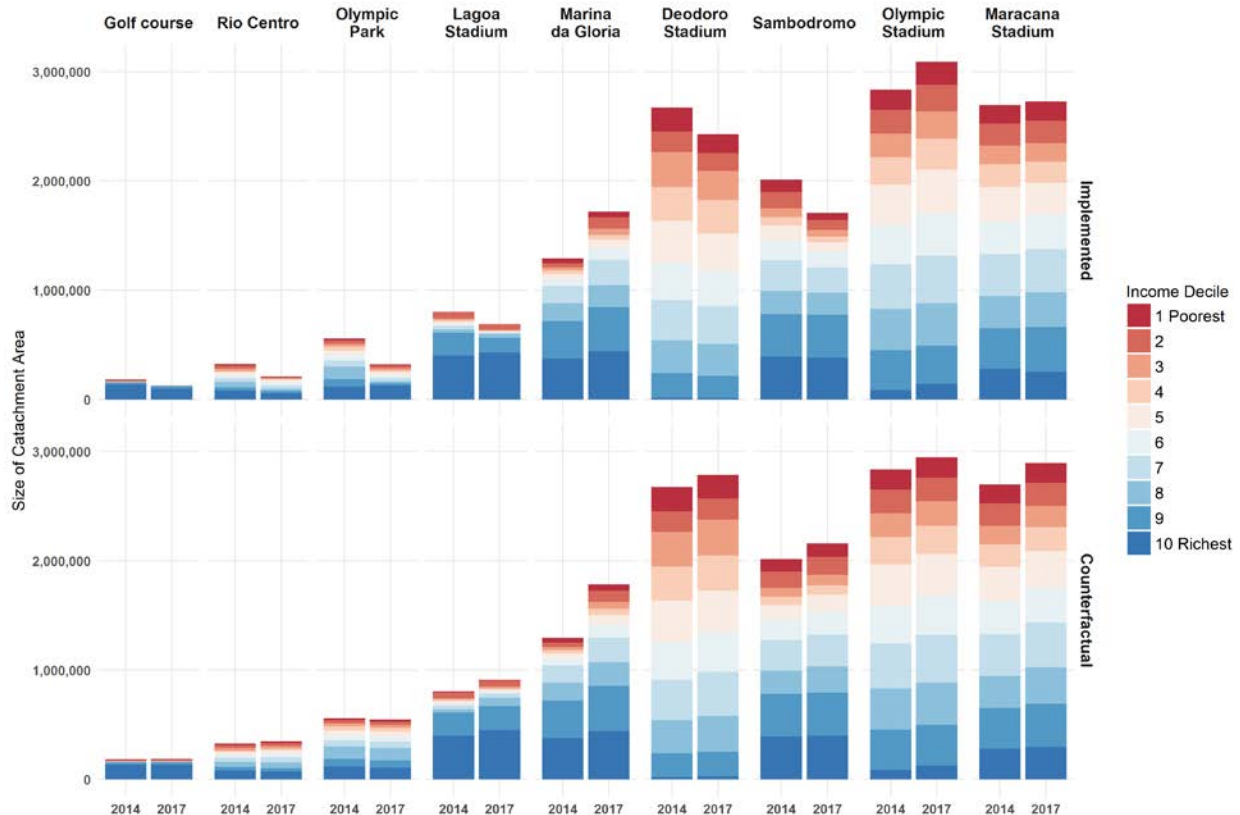 Golf course
Rio Centro
Olympic
Park
Lagoa
Stadium
Marina
da Gloria
Deodoro
Stadium
Sambodromo
Olympic
Stadium
Maracana
Stadium
Size of Catachment Area
3,000,000
2,000,000
1,000,000
0
Implemented
3,000,000
2,000,000
1,000,000
0
Counterfactual
2014 2017 2014 2017 2014 2017 2014 2017 2014 2017 2014 2017 2014 2017 2014 2017 2014 2017
Income Decile
1 Poorest
2
3
4
5
6
7
8
9
10 Richest